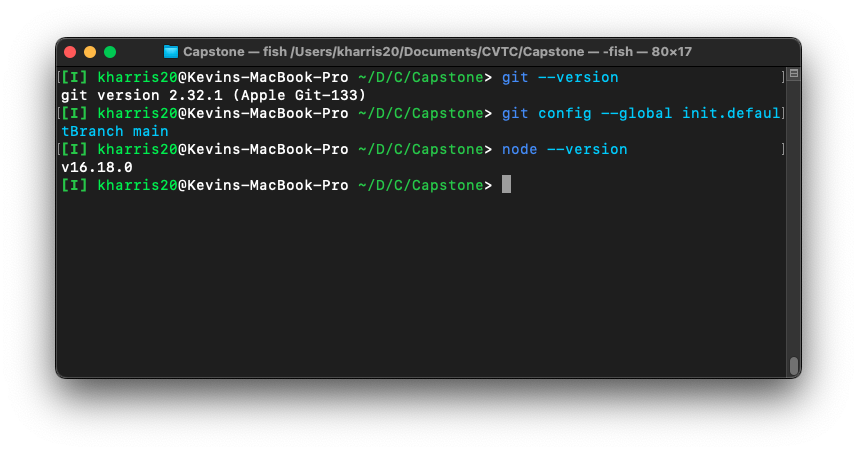 Capstone — fish /Users/kharris20/Documents/CVTC/Capstone — -fish — 80×17
[[I] kharris20@Kevins-MacBook-Pro ~/D/C/Capstone> git --version ]
git version 2.32.1 (Apple Git-133)
[[I] kharris20@Kevins-MacBook-Pro ~/D/C/Capstone> git config --global init.defaul]
tBranch main
[[I] kharris20@Kevins-MacBook-Pro ~/D/C/Capstone> node --version ]
v16.18.0
[I] kharris20@Kevins-MacBook-Pro ~/D/C/Capstone>